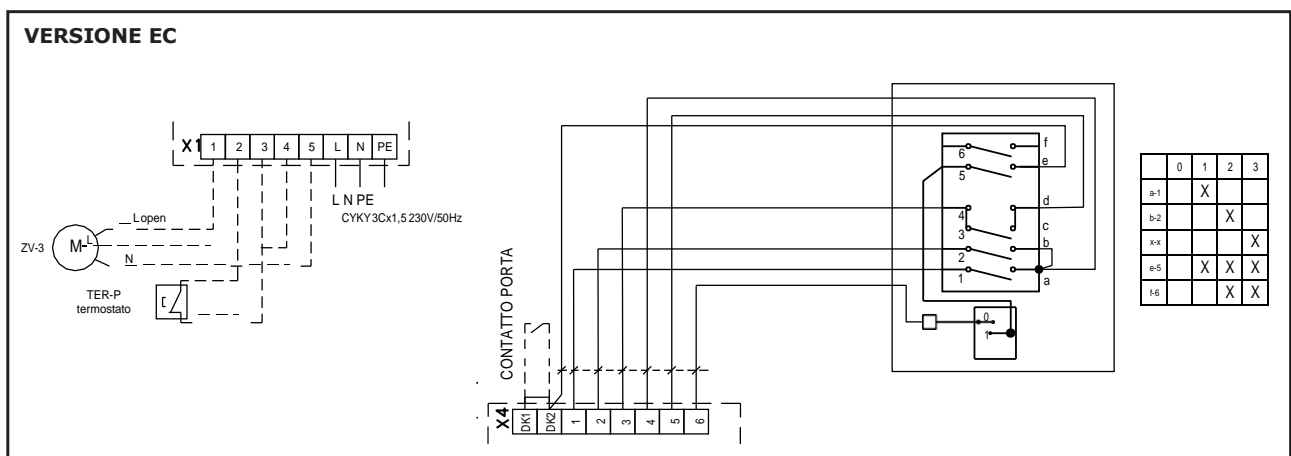 VERSIONE EC
X1 1 2 3 4 5 L N PE
L N PE
CYKY 3Cx1,5 230V/50Hz
Lopen
ZV-3 M L
N
TER-P
termostato
CONTATTO PORTA
X4 DK1 DK2 1 2 3 4 5 6
f
6
e
5
d
4
c
3
b
2
1
a
0
1
0 1 2 3
a-1 X
b-2 X
x-x X
e-5 X X X
f-6 X X